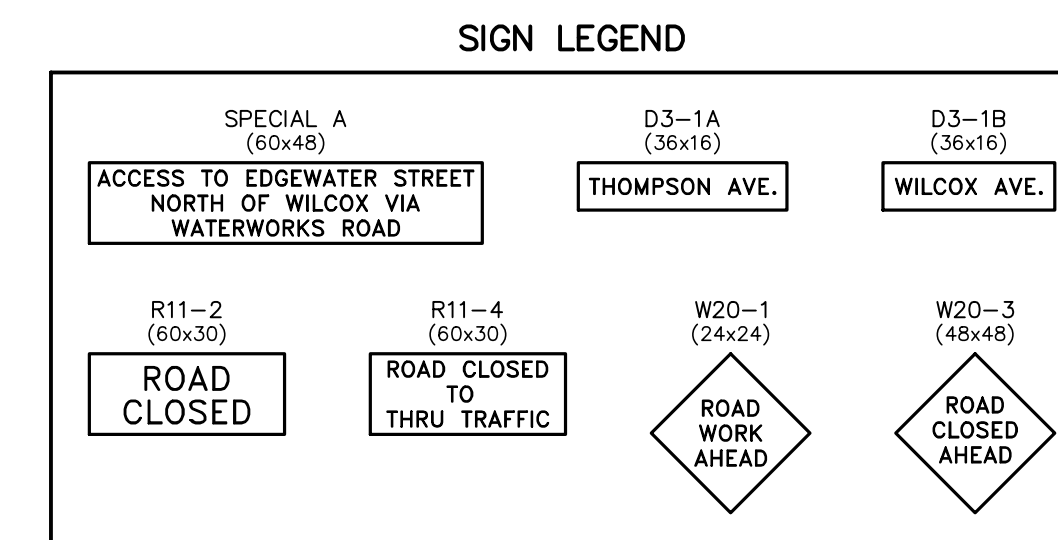 SIGN LEGEND
SPECIAL A
(60x48)
ACCESS TO EDGEWATER STREET
NORTH OF WILCOX VIA
WATERWORKS ROAD
D3-1A
(36x16)
THOMPSON AVE.
D3-1B
(36x16)
WILCOX AVE.
R11-2
(60x30)
ROAD
CLOSED
R11-4
(60x30)
ROAD CLOSED
TO
THRU TRAFFIC
W20-1
(24x24)
ROAD
WORK
AHEAD
W20-3
(48x48)
ROAD
CLOSED
AHEAD